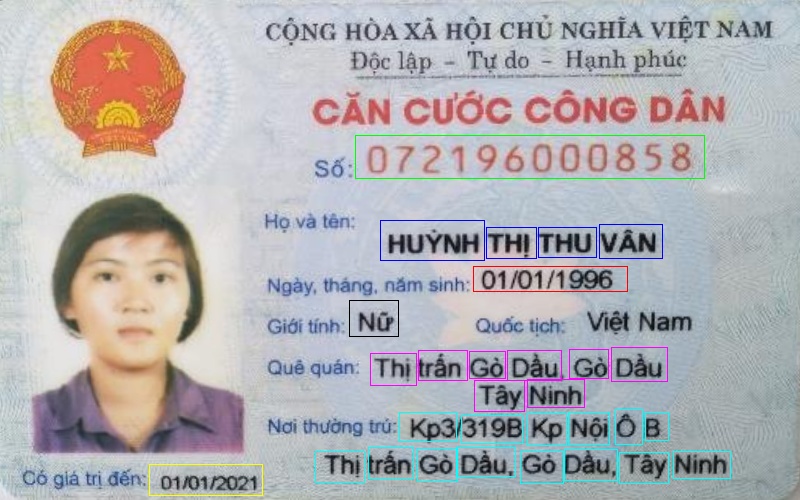 CỘNG HÒA XÃ HỘI CHỦ NGHĨA VIỆT NAM
Độc lập - Tự do - Hạnh phúc
CĂN CƯỚC CÔNG DÂN
Số: 072196000858
Họ và tên:
HUỲNH THỊ THU VÂN
Ngày, tháng, năm sinh: 01/01/1996
Giới tính: Nữ Quốc tịch: Việt Nam
Quê quán: Thị trấn Gò Dầu, Gò Dầu
Tây Ninh
Nơi thường trú: Kp3/319B Kp Nội Ô B
Thị trấn Gò Dầu, Gò Dầu, Tây Ninh
Có giá trị đến: 01/01/2021